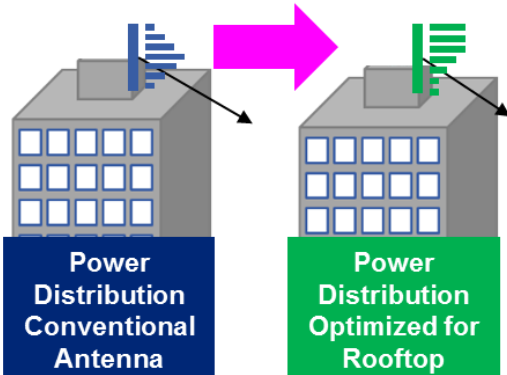 Power
Distribution
Conventional
Antenna
Power
Distribution
Optimized for
Rooftop